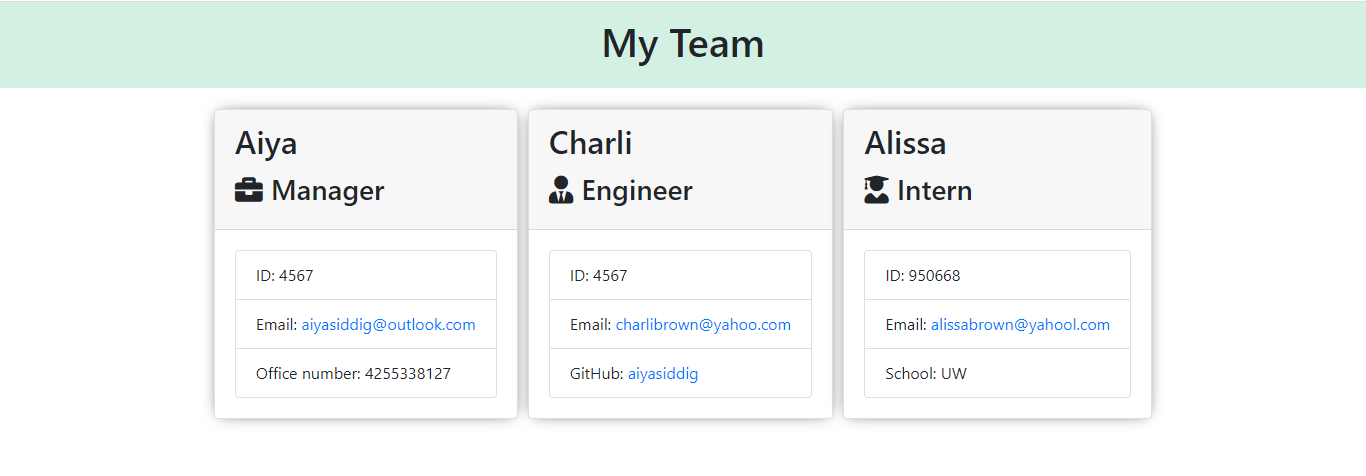 My Team
Aiya
Manager
ID: 4567
Email: aiyasiddig@outlook.com
Office number: 4255338127
Charli
Engineer
ID: 4567
Email: charlibrown@yahoo.com
GitHub: aiyasiddig
Alissa
Intern
ID: 950668
Email: alissabrown@yahool.com
School: UW